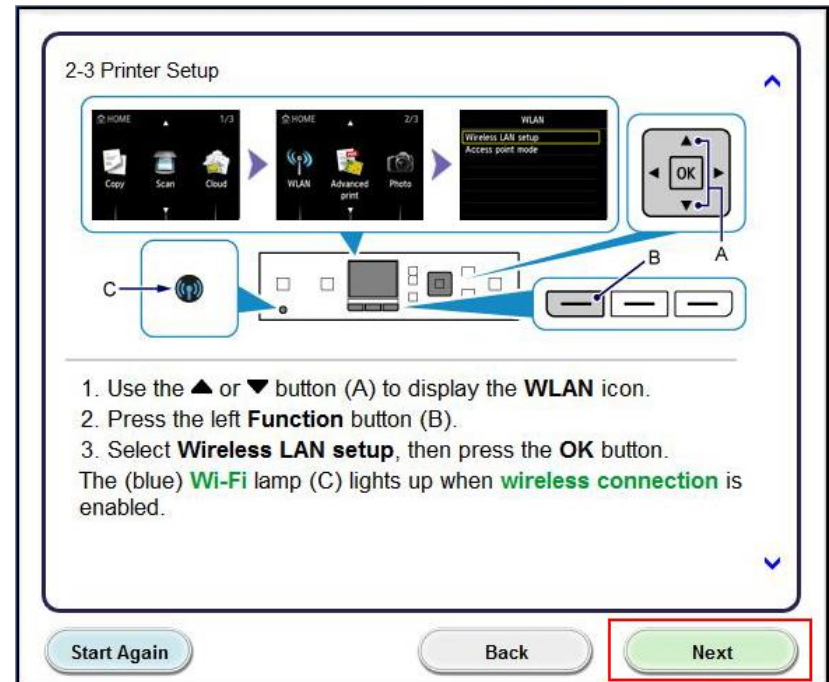 2-3 Printer Setup
HOME 1/3
Copy Scan Cloud
HOME 2/3
WLAN Advanced print Photo
WLAN
Wireless LAN setup
Access point mode
OK
A
B
C
1. Use the ▲ or ▼ button (A) to display the WLAN icon.
2. Press the left Function button (B).
3. Select Wireless LAN setup, then press the OK button.
The (blue) Wi-Fi lamp (C) lights up when wireless connection is
enabled.
Start Again Back Next